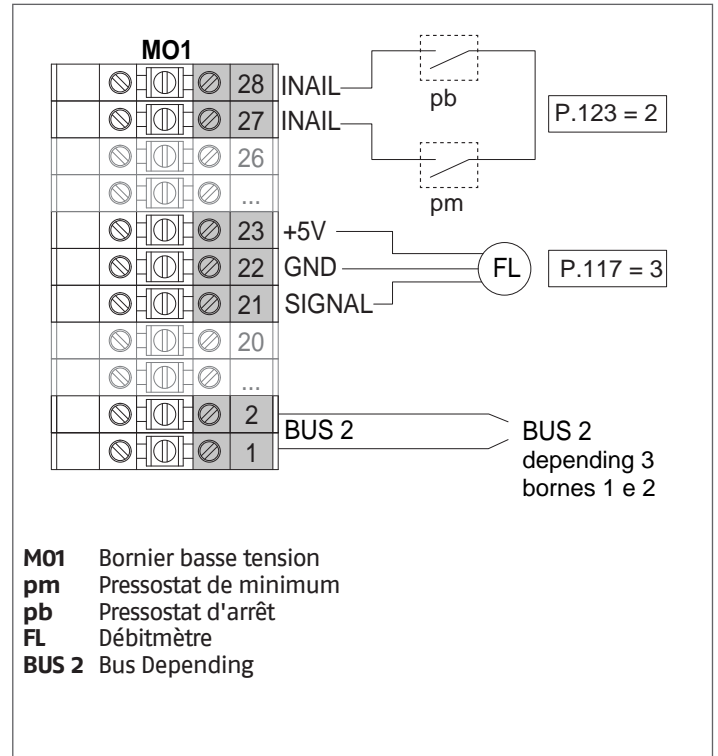 MO1
28 INAIL
27 INAIL
26
...
23 +5V
22 GND
21 SIGNAL
20
...
2
1
BUS 2
pb
pm
P.123 = 2
FL
P.117 = 3
BUS 2
depending 3
bornes 1 e 2
M01 Bornier basse tension
pm Pressostat de minimum
pb Pressostat d'arrêt
FL Débitmètre
BUS 2 Bus Depending